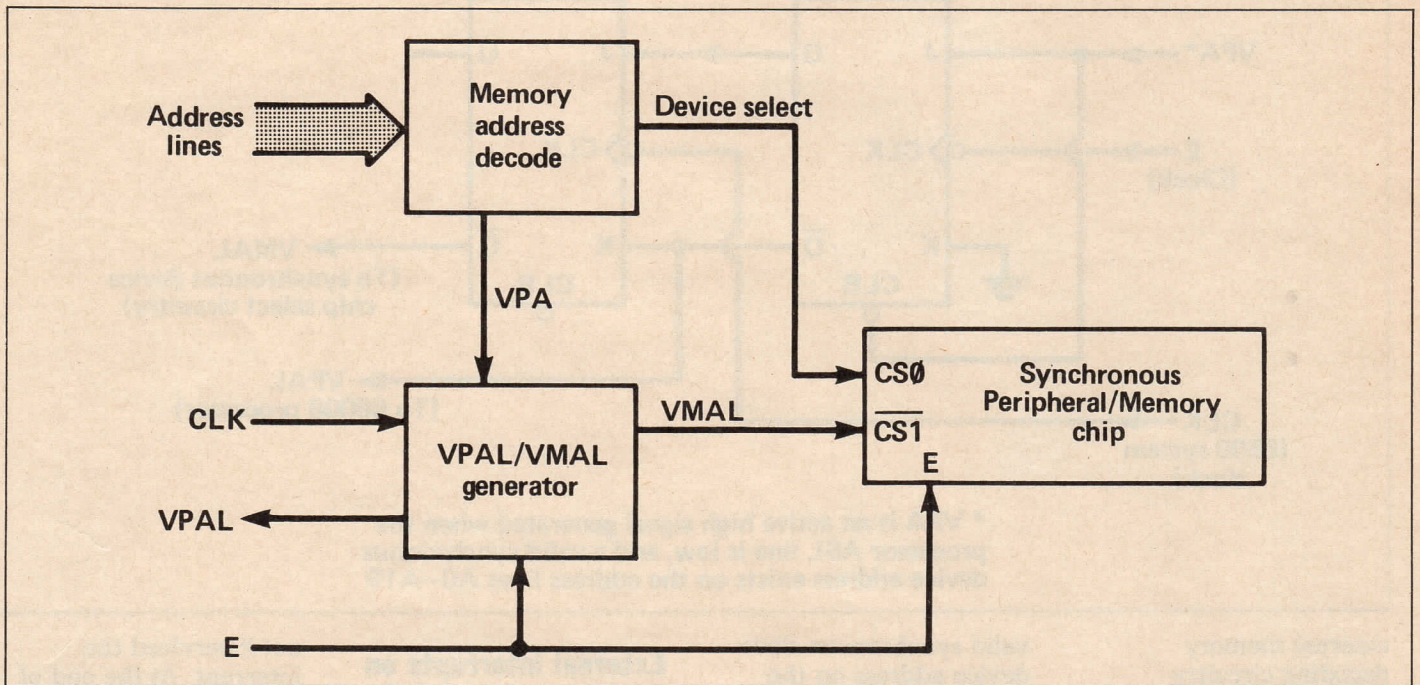 Address
lines
Memory
address
decode
Device select
VPA
CLK
VPAL
VPAL/VMAL
generator
VMAL
E
CSØ
CS1
E
Synchronous
Peripheral/Memory
chip